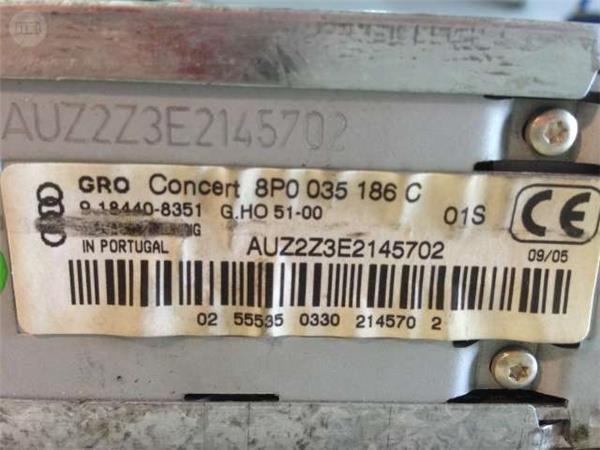 AUZ2Z3E2145702
GRO Concert 8P0 035 186 C
9.18440-8351 G.HO 51-00 01S
CE
IN PORTUGAL AUZ2Z3E2145702 09/05
02 55535 0330 214570 2